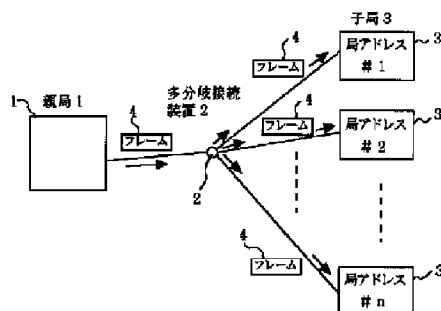 子局3
4
フレーム
局アドレス
#1
3
1
親局1
多分岐接続
装置2
4
フレーム
4
フレーム
局アドレス
#2
3
2
4
フレーム
局アドレス
#n
3